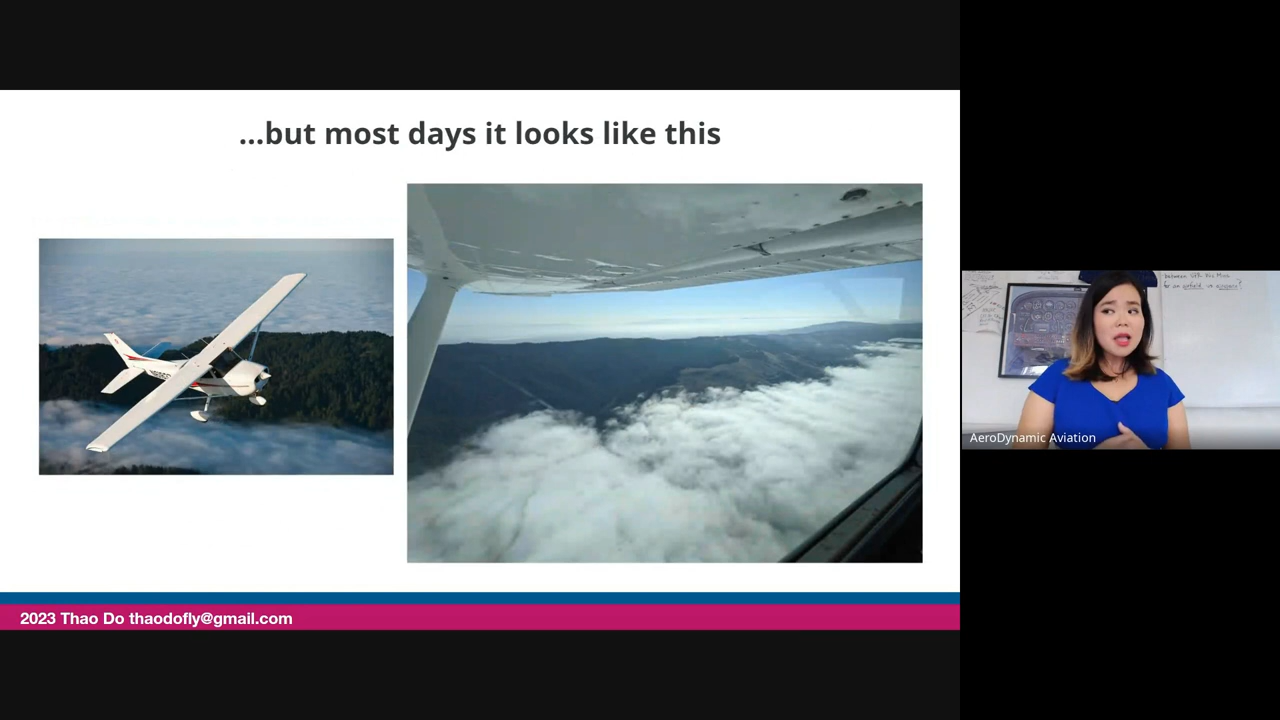 ...but most days it looks like this
2023 Thao Do thaodofly@gmail.com
AeroDynamic Aviation